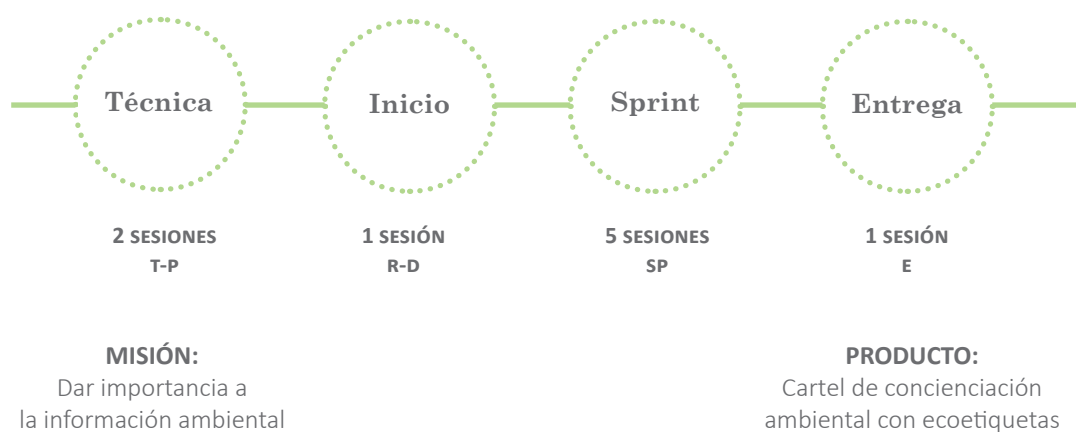 Técnica
Inicio
Sprint
Entrega
2 SESIONES
T-P
1 SESIÓN
R-D
5 SESIONES
SP
1 SESIÓN
E
MISIÓN:
Dar importancia a
la información ambiental
PRODUCTO:
Cartel de concienciación
ambiental con ecoetiquetas